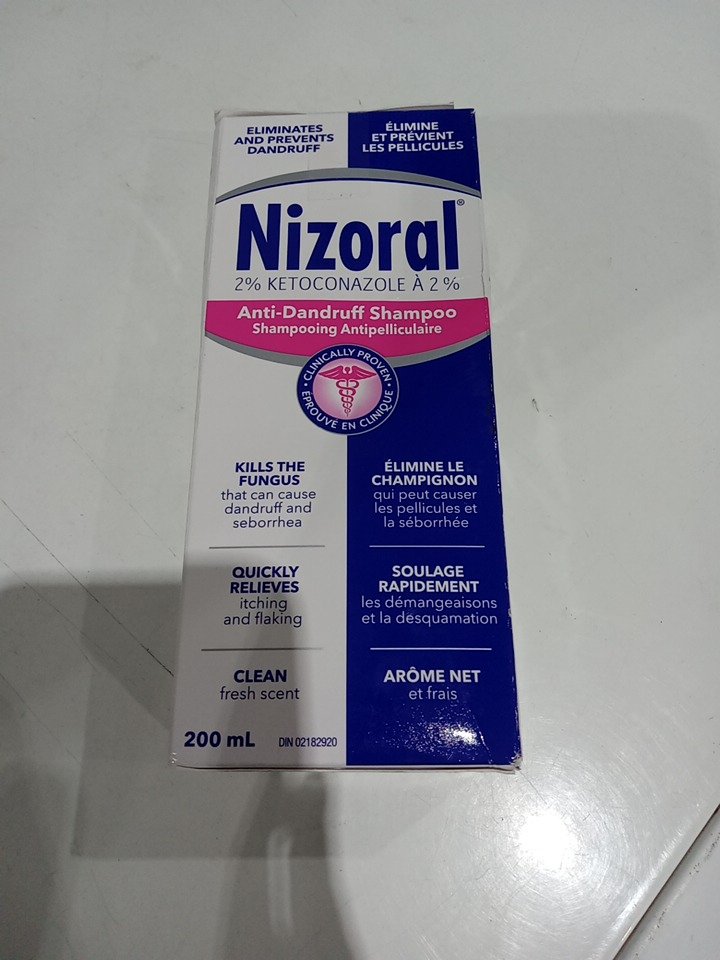 ELIMINATES
AND PREVENTS
DANDRUFF
ÉLIMINE
ET PRÉVIENT
LES PELLICULES
Nizoral®
2% KETOCONAZOLE À 2 %
Anti-Dandruff Shampoo
Shampooing Antipelliculaire
• CLINICALLY PROVEN •
ÉPROUVÉ EN CLINIQUE
KILLS THE
FUNGUS
that can cause
dandruff and
seborrhea
ÉLIMINE LE
CHAMPIGNON
qui peut causer
les pellicules et
la séborrhée
QUICKLY
RELIEVES
itching
and flaking
SOULAGE
RAPIDEMENT
les démangeaisons
et la desquamation
CLEAN
fresh scent
ARÔME NET
et frais
200 mL
DIN 02182920